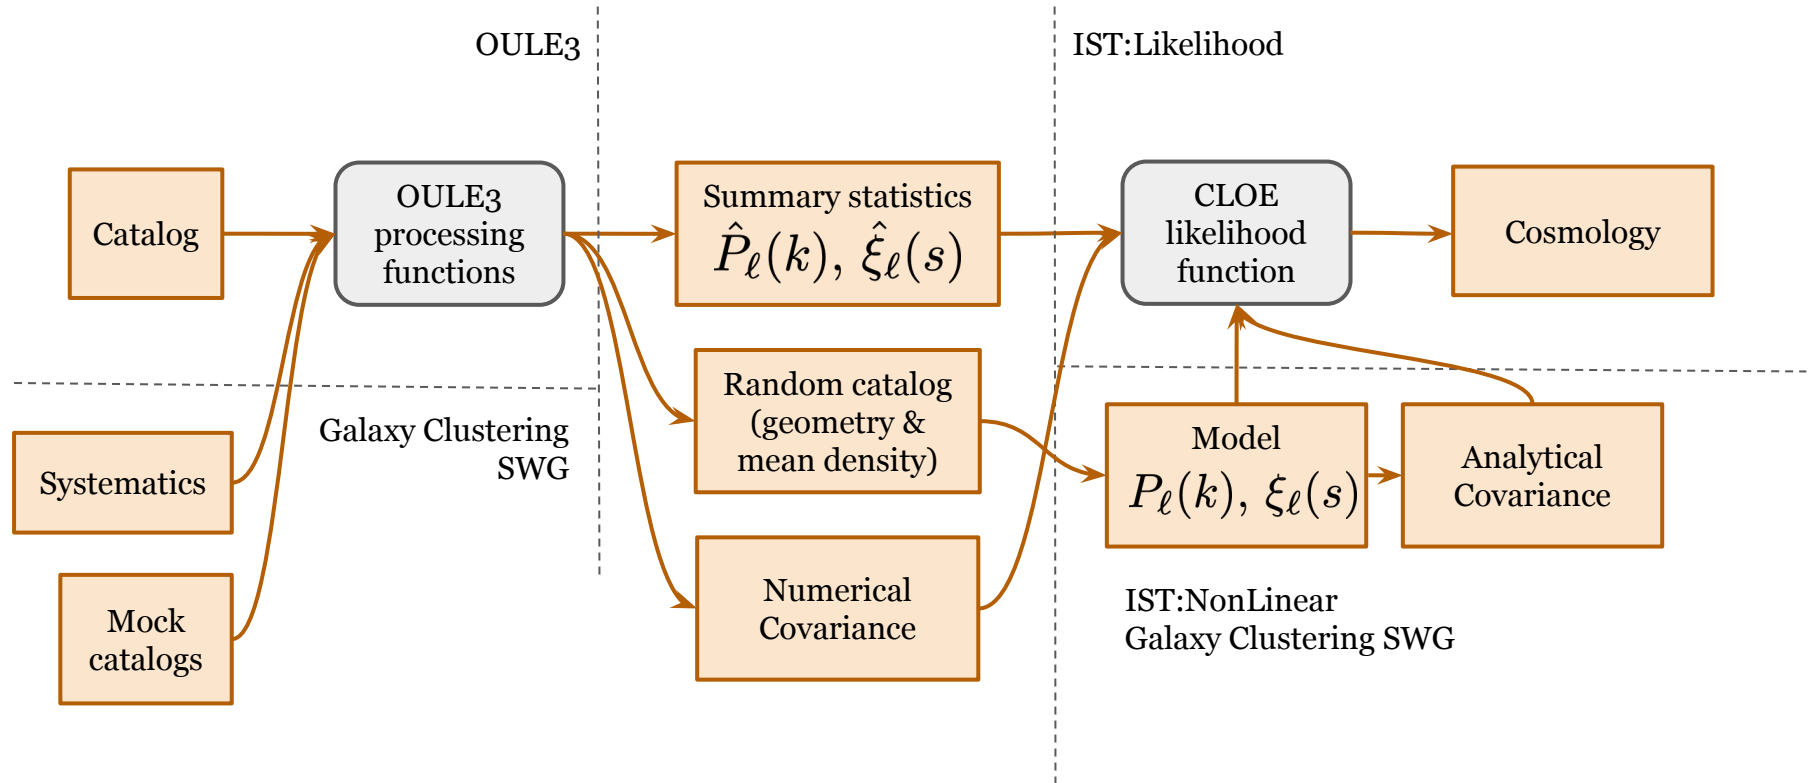 OULE3
IST:Likelihood
Catalog
OULE3
processing
functions
Summary statistics
P̂ℓ(k), ξ̂ℓ(s)
CLOE
likelihood
function
Cosmology
Galaxy Clustering
SWG
Systematics
Mock
catalogs
Random catalog
(geometry &
mean density)
Numerical
Covariance
Model
Pℓ(k), ξℓ(s)
Analytical
Covariance
IST:NonLinear
Galaxy Clustering SWG